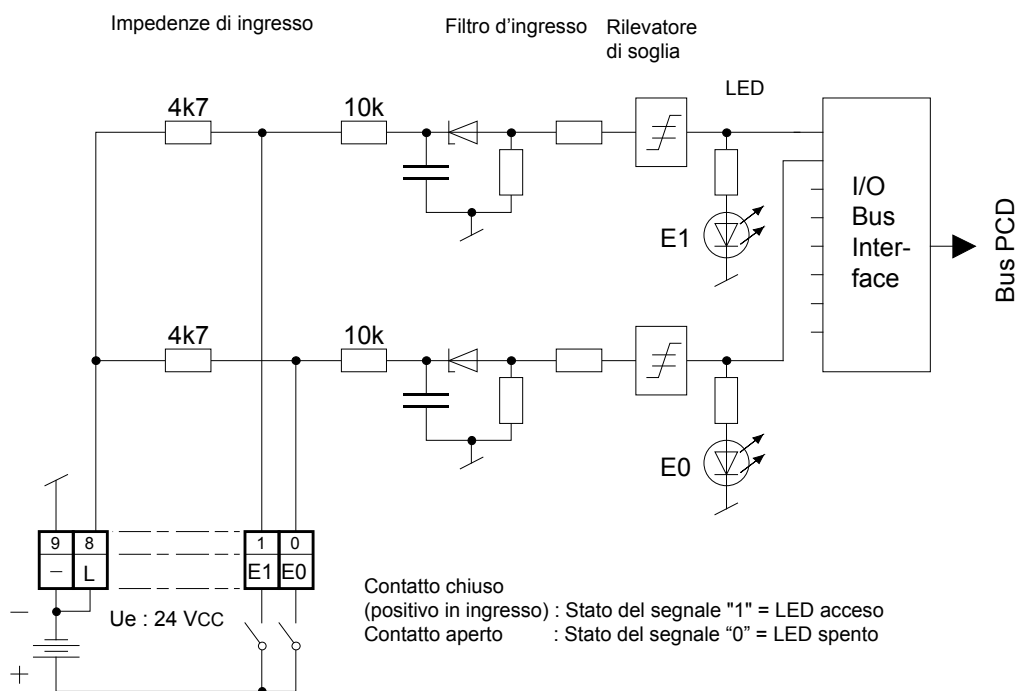 Impedenze di ingresso
Filtro d'ingresso
Rilevatore
di soglia
LED
4k7
10k
E1
I/O
Bus
Inter-
face
Bus PCD
4k7
10k
E0
9 8
– L
1 0
E1 E0
–
+
Ue : 24 VCC
Contatto chiuso
(positivo in ingresso) : Stato del segnale "1" = LED acceso
Contatto aperto : Stato del segnale “0” = LED spento